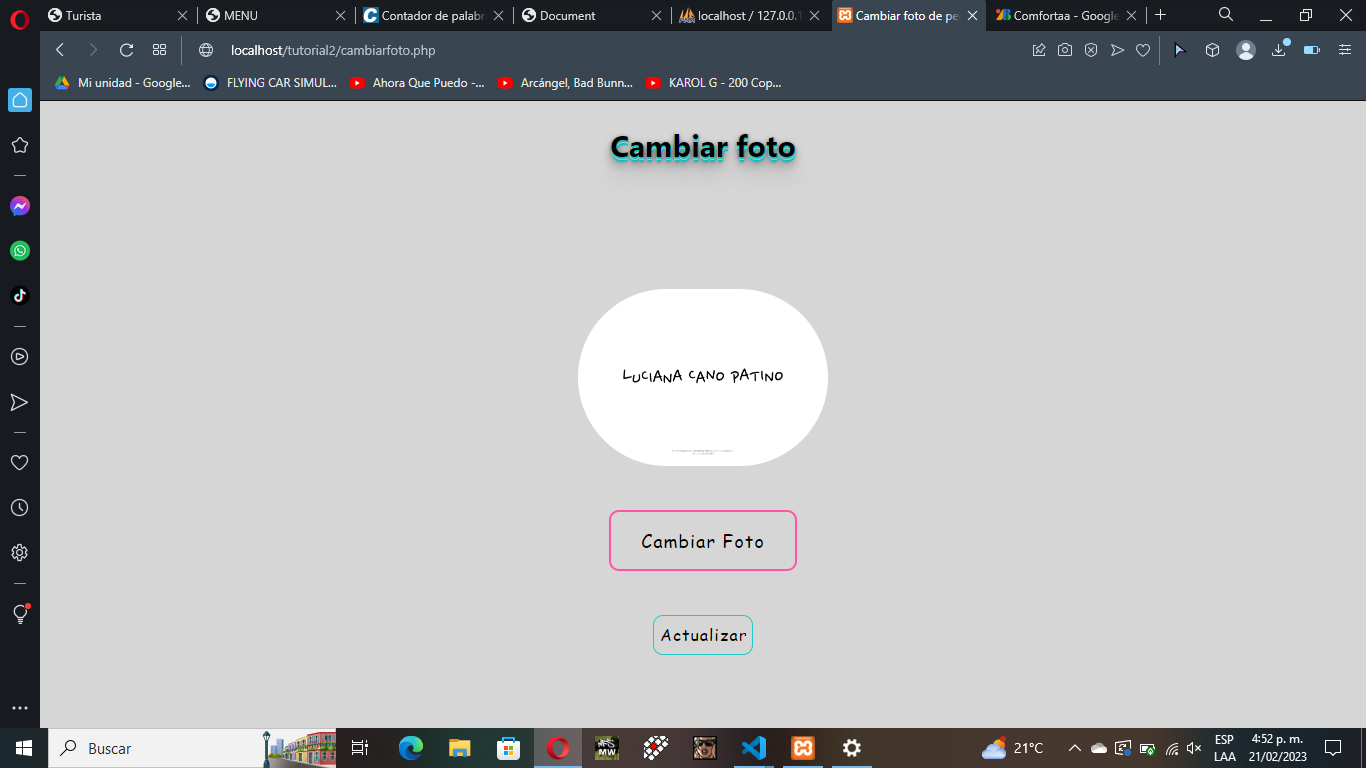 Turista
MENU
Contador de palabr
Document
localhost / 127.0.0.1
Cambiar foto de pe
Comfortaa - Google
localhost/tutorial2/cambiarfoto.php
Mi unidad - Google...
FLYING CAR SIMUL...
Ahora Que Puedo -...
Arcángel, Bad Bunn...
KAROL G - 200 Cop...
Cambiar foto
LUCIANA CANO PATINO
Cambiar Foto
Actualizar
Buscar
MW
21°C
ESP
LAA
4:52 p. m.
21/02/2023